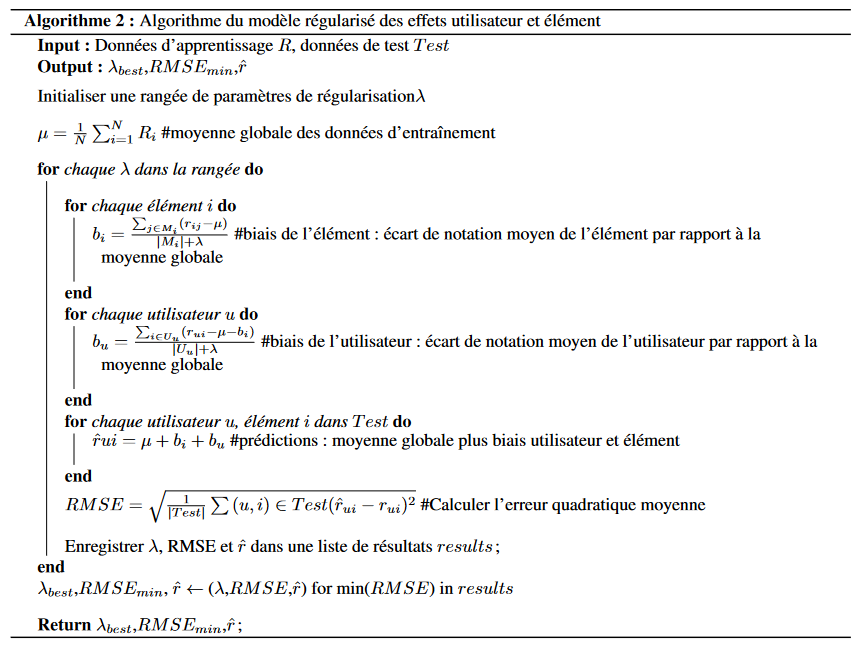 Algorithme 2 : Algorithme du modèle régularisé des effets utilisateur et élément
Input : Données d'apprentissage $R$, données de test $Test$
Output : $\lambda_{best}$,$RMSE_{min}$,$\hat{r}$
Initialiser une rangée de paramètres de régularisation$\lambda$
$\mu = \frac{1}{N} \sum_{i=1}^{N} R_i$ #moyenne globale des données d'entraînement
for chaque $\lambda$ dans la rangée do
for chaque élément $i$ do
$b_i = \frac{\sum_{j \in M_i} (r_{ij} - \mu)}{|M_i| + \lambda}$ #biais de l'élément : écart de notation moyen de l'élément par rapport à la
moyenne globale
end
for chaque utilisateur $u$ do
$b_u = \frac{\sum_{i \in U_u} (r_{ui} - \mu - b_i)}{|U_u| + \lambda}$ #biais de l'utilisateur : écart de notation moyen de l'utilisateur par rapport à la
moyenne globale
end
for chaque utilisateur $u$, élément $i$ dans $Test$ do
$\hat{r}ui = \mu + b_i + b_u$ #prédictions : moyenne globale plus biais utilisateur et élément
end
$RMSE = \sqrt{\frac{1}{|Test|} \sum (u, i) \in Test (\hat{r}_{ui} - r_{ui})^2}$ #Calculer l'erreur quadratique moyenne
Enregistrer $\lambda$, RMSE et $\hat{r}$ dans une liste de résultats $results$ ;
end
$\lambda_{best}$,$RMSE_{min}$, $\hat{r} \leftarrow (\lambda$,$RMSE$,$\hat{r})$ for min($RMSE$) in $results$
Return $\lambda_{best}$,$RMSE_{min}$,$\hat{r}$ ;